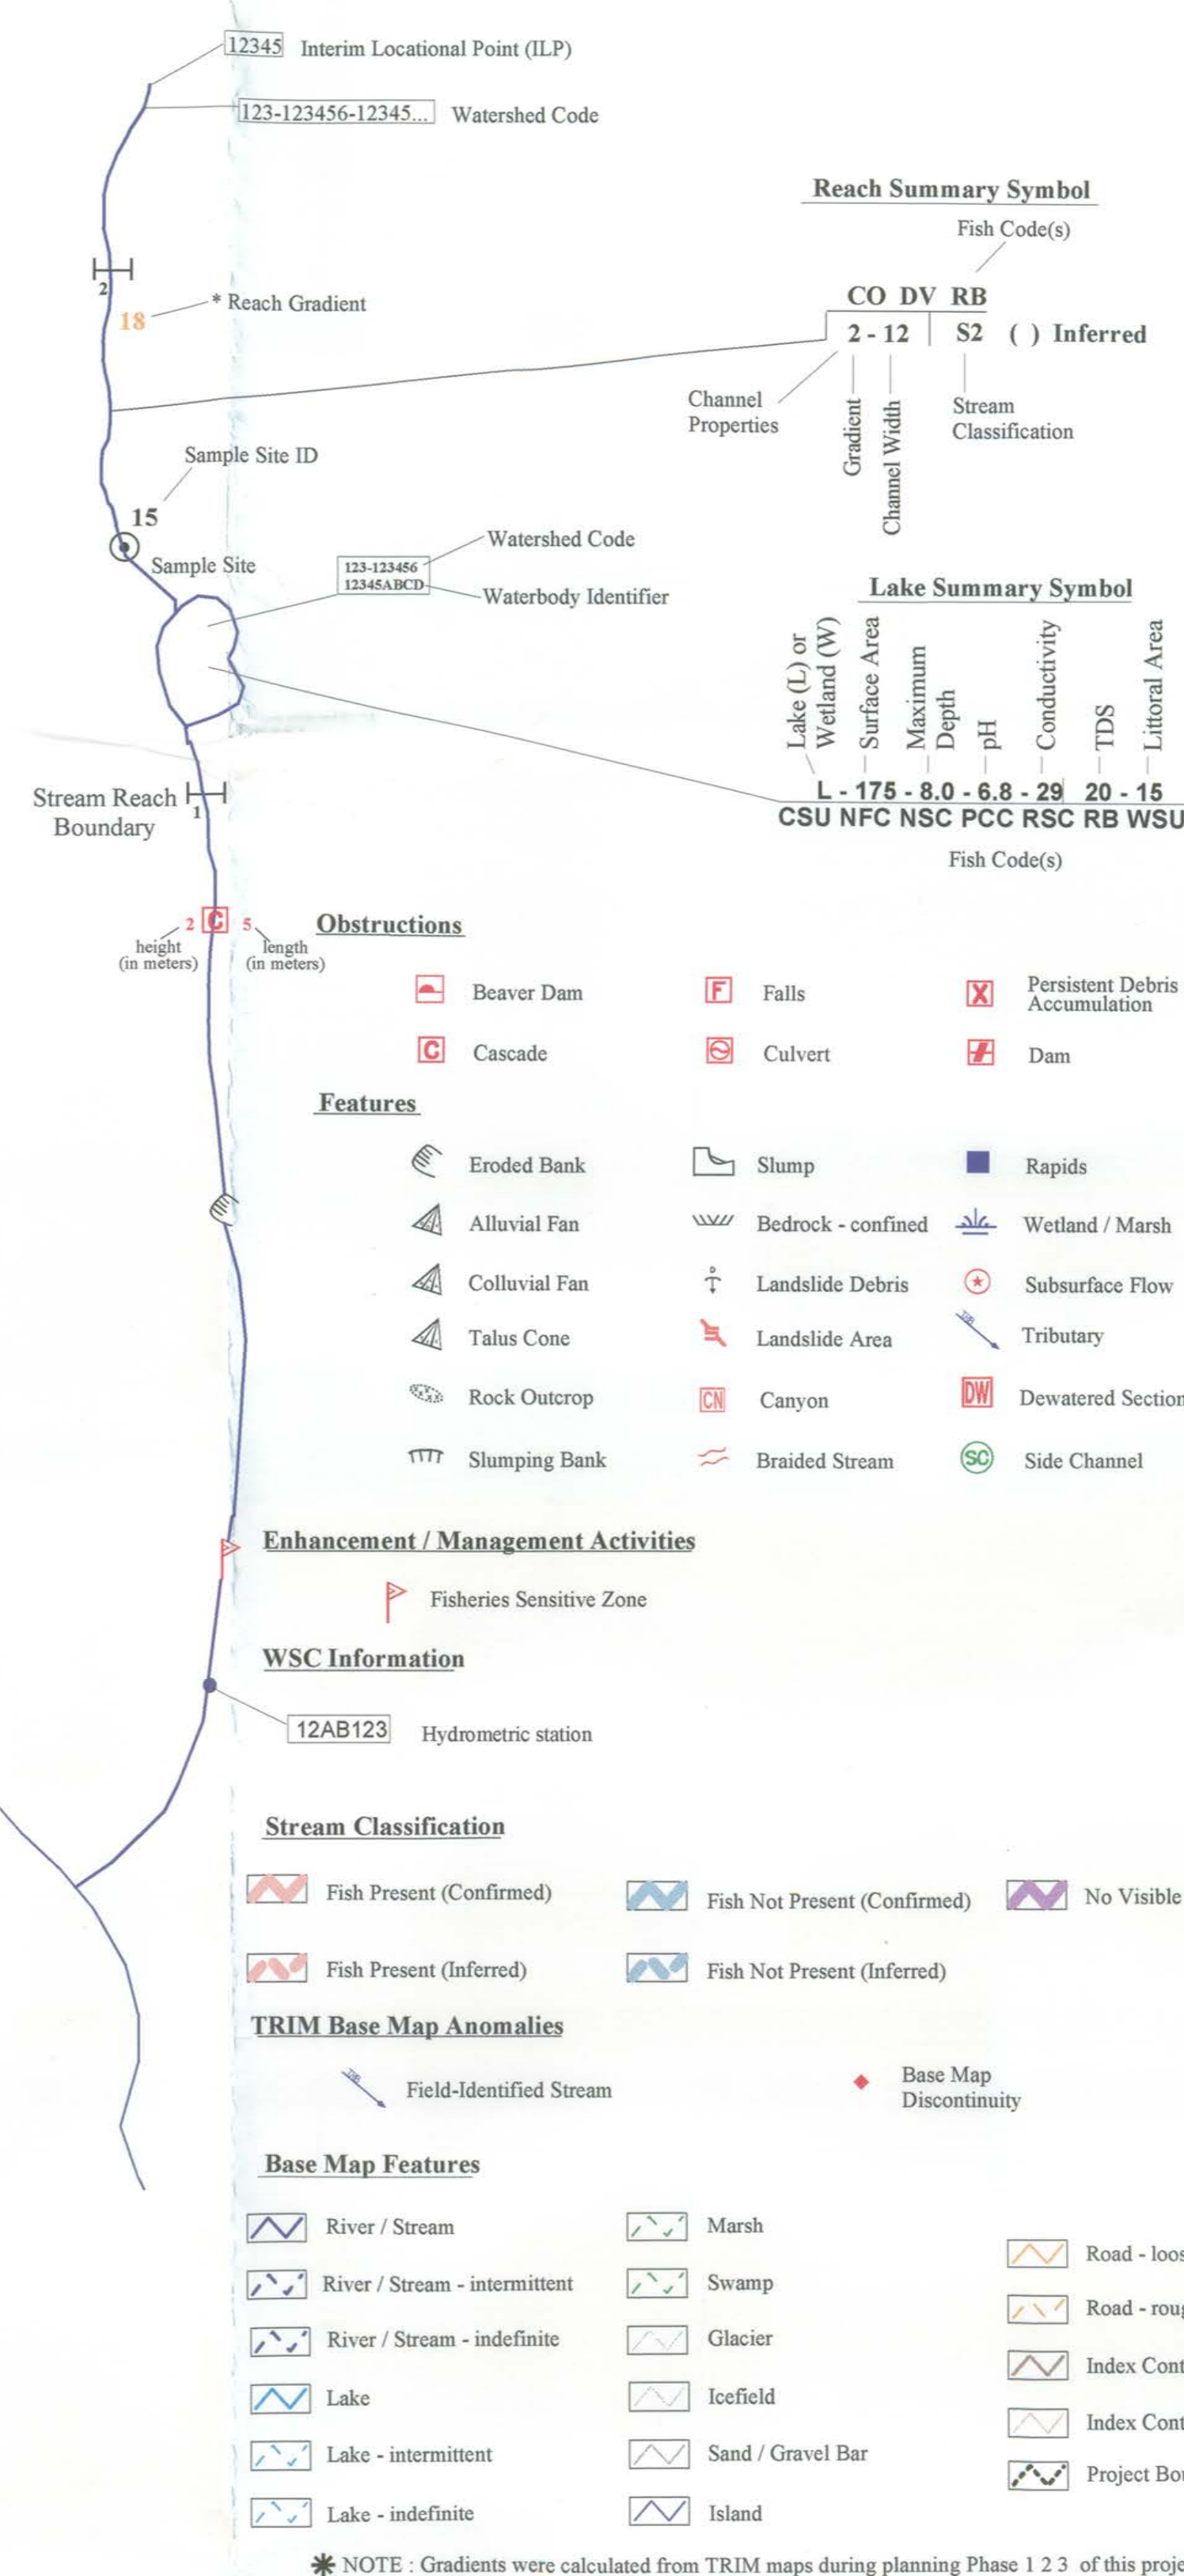 12345 Interim Locational Point (ILP)
123-123456-12345... Watershed Code
Reach Summary Symbol
Fish Code(s)
2
18 * Reach Gradient
CO DV RB
2 - 12 S2 ( ) Inferred
Channel
Properties
Gradient
Channel Width
Stream
Classification
Sample Site ID
15
Sample Site
123-123456
12345ABCD
Watershed Code
Waterbody Identifier
Lake Summary Symbol
Lake (L) or
Wetland (W)
Surface Area
Maximum
Depth
pH
Conductivity
TDS
Littoral Area
L - 175 - 8.0 - 6.8 - 29 20 - 15
CSU NFC NSC PCC RSC RB WSU
Fish Code(s)
Stream Reach
Boundary
1
2 C 5
height
(in meters)
length
(in meters)
Obstructions
Beaver Dam
F Falls
X Persistent Debris
Accumulation
C Cascade
Culvert
Dam
Features
Eroded Bank
Slump
Rapids
Alluvial Fan
Bedrock - confined
Wetland / Marsh
Colluvial Fan
D Landslide Debris
Subsurface Flow
Talus Cone
Landslide Area
Tributary
Rock Outcrop
CN Canyon
DW Dewatered Section
Slumping Bank
Braided Stream
SC Side Channel
Enhancement / Management Activities
Fisheries Sensitive Zone
WSC Information
12AB123 Hydrometric station
Stream Classification
Fish Present (Confirmed)
Fish Not Present (Confirmed)
No Visible
Fish Present (Inferred)
Fish Not Present (Inferred)
TRIM Base Map Anomalies
Field-Identified Stream
Base Map
Discontinuity
Base Map Features
River / Stream
Marsh
Road - loos
River / Stream - intermittent
Swamp
Road - roug
River / Stream - indefinite
Glacier
Index Cont
Lake
Icefield
Index Cont
Lake - intermittent
Sand / Gravel Bar
Project Bou
Lake - indefinite
Island
* NOTE : Gradients were calculated from TRIM maps during planning Phase 1 2 3 of this proje